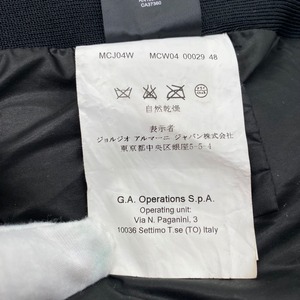 CA37360
MCJ04W MCW04 00029 48
自然乾燥
表示者
ジョルジオ アルマーニ ジャパン株式会社
東京都中央区銀座5-5-4
G.A. Operations S.p.A.
Operating unit:
Via N. Paganini, 3
10036 Settimo T.se (TO) Italy